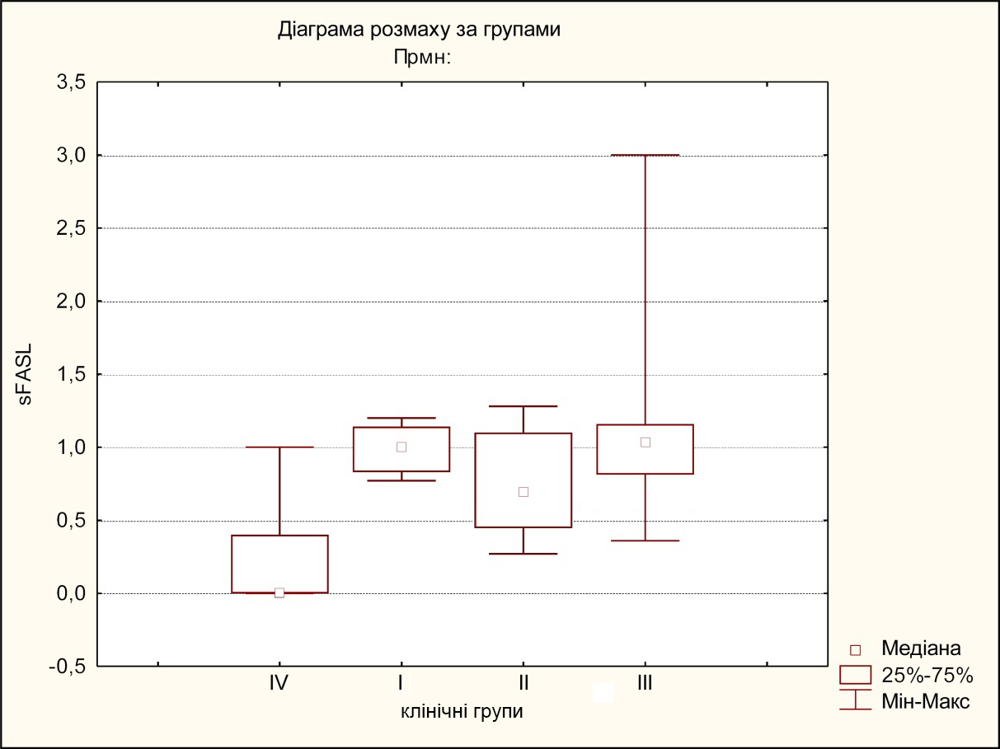 Діаграма розмаху за групами
Прмн:
3,5
3,0
2,5
2,0
1,5
1,0
0,5
0,0
-0,5
sFASL
IV I II III
клінічні групи
Медіана
25%-75%
Мін-Макс